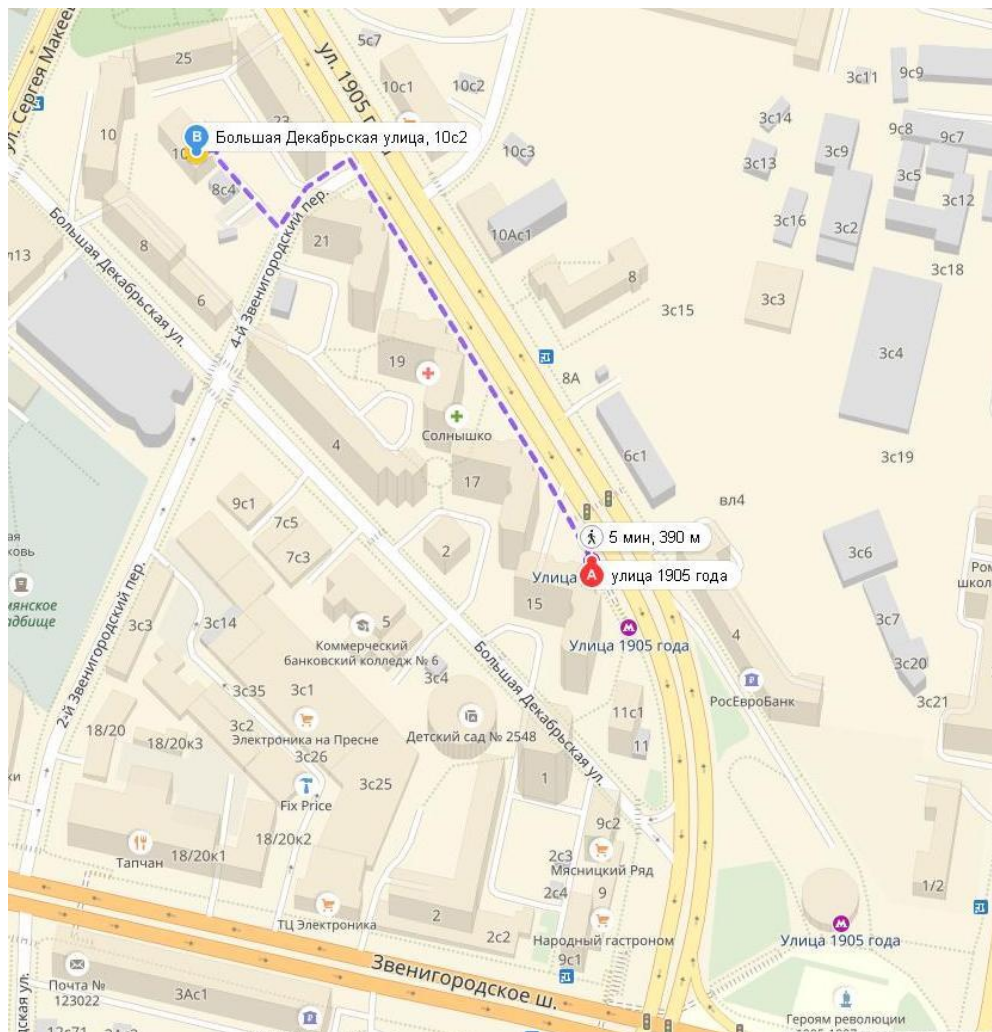 ул. Сергея Макеева
25
5с7
Ул. 1905 года
10с1
10с2
3с11
9с9
10
23
B
Большая Декабрьская улица, 10с2
3с14
9с8
9с7
8с4
10с3
3с13
3с9
3с5
3с12
3с16
3с2
8
21
10Ас1
л13
Большая Декабрьская ул.
6
4-й Звенигородский пер.
8
3с15
3с3
3с18
19
8А
3с4
Солнышко
4
3с19
6с1
17
вл4
9с1
7с5
7с3
2
5 мин, 390 м
A
улица 1905 года
Улица
3с6
15
3с3
3с14
5
Коммерческий
банковский колледж № 6
3с4
Улица 1905 года
4
3с7
3с20
3с21
2-й Звенигородский пер.
3с35
3с1
3с2
Электроника на Пресне
Детский сад № 2548
РосЕвроБанк
11с1
11
18/20
18/20к3
3с26
3с25
Fix Price
1
Большая Декабрьская ул.
Тапчан
18/20к1
18/20к2
9с2
2с3
Мясницкий Ряд
2с4
9
1/2
ТЦ Электроника
2
2с2
Народный гастроном
9с1
Улица 1905 года
Звенигородское ш.
Почта №
123022
3Ас1
Героям революции